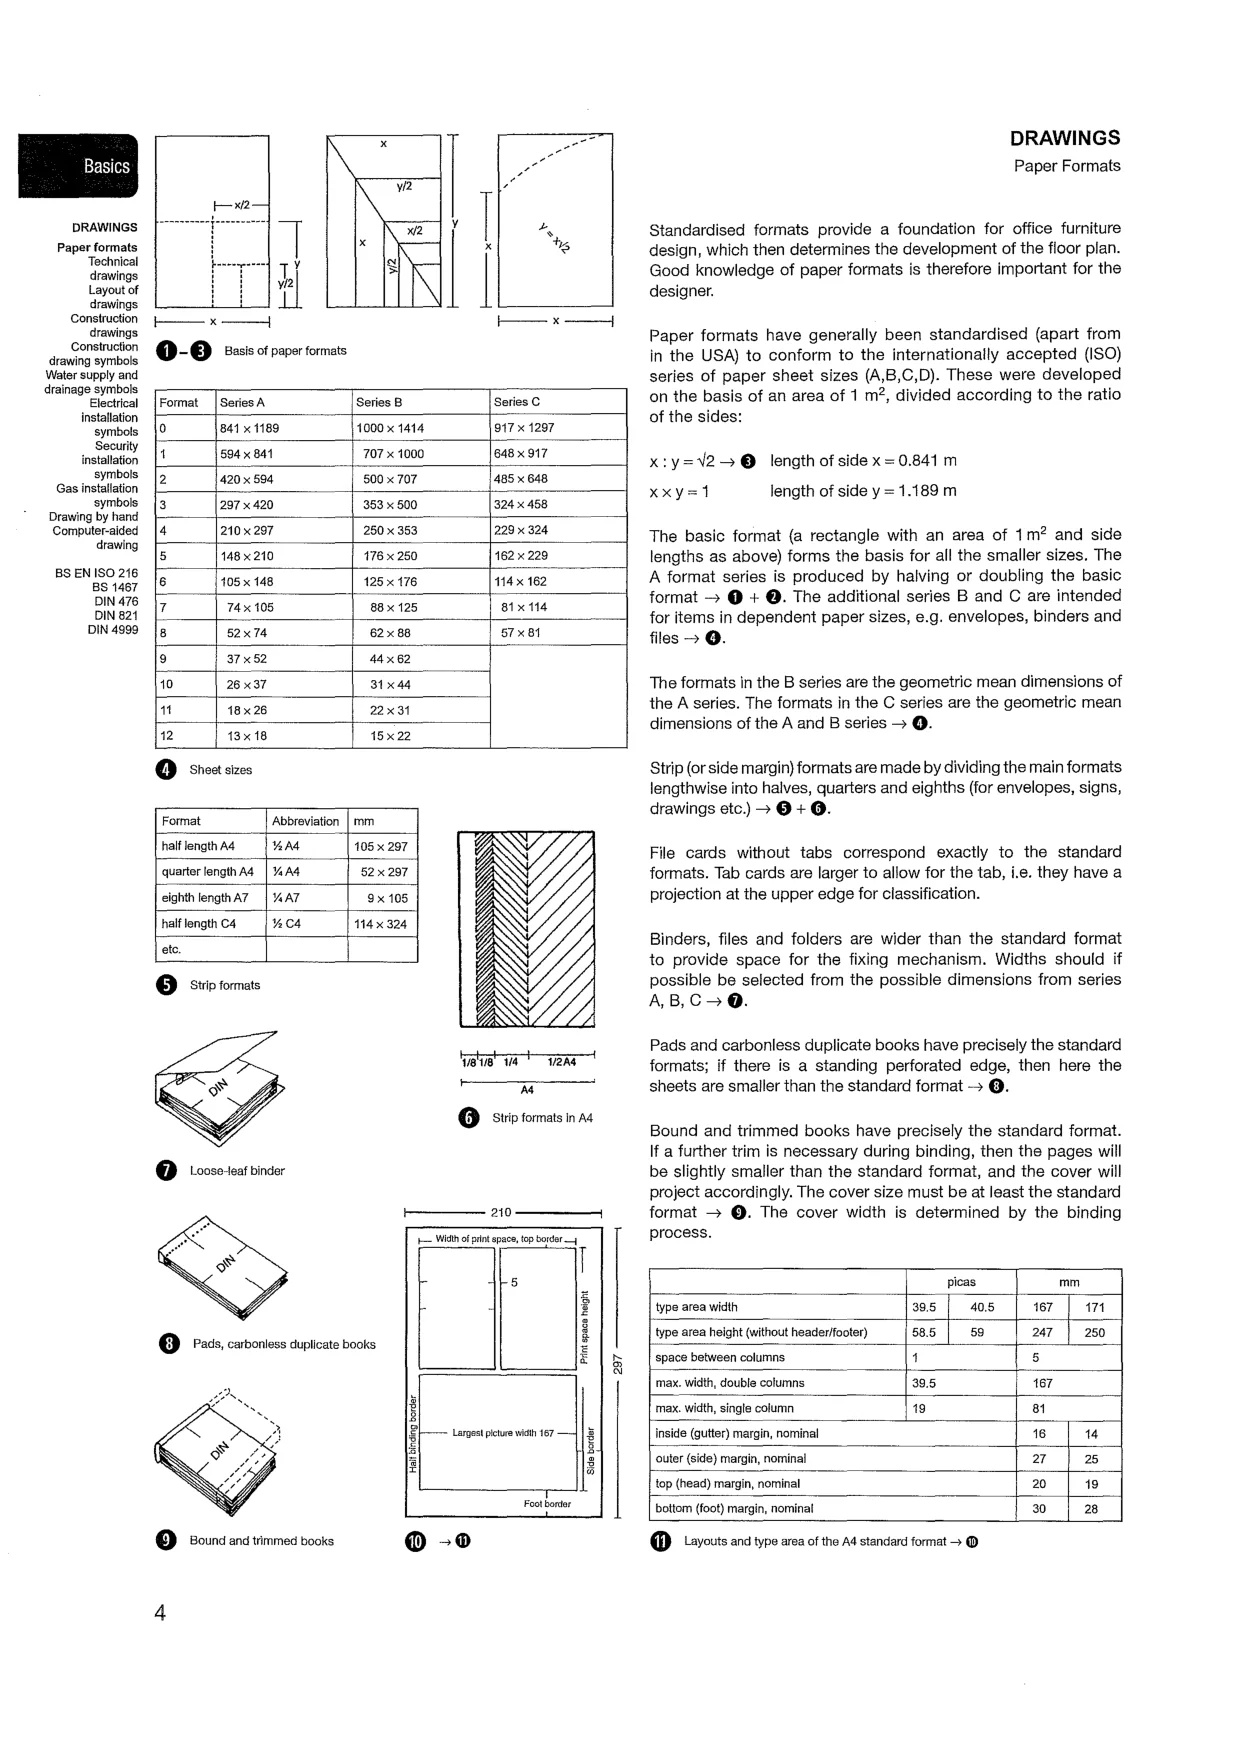 Basics
DRAWINGS
Paper formats
Technical
drawings
Layout of
drawings
Construction
drawings
Construction
drawing symbols
Water supply and
drainage symbols
Electrical
installation
symbols
Security
installation
symbols
Gas installation
symbols
Drawing by hand
Computer-aided
drawing
BS EN ISO 216
BS 1467
DIN 476
DIN 821
DIN 4999
x/2
y
y/2
x
x
y/2
x/2
x
y/2
y
x
y = x√2
x
❶–❸ Basis of paper formats
Format Series A Series B Series C
0 841 × 1189 1000 × 1414 917 × 1297
1 594 × 841 707 × 1000 648 × 917
2 420 × 594 500 × 707 485 × 648
3 297 × 420 353 × 500 324 × 458
4 210 × 297 250 × 353 229 × 324
5 148 × 210 176 × 250 162 × 229
6 105 × 148 125 × 176 114 × 162
7 74 × 105 88 × 125 81 × 114
8 52 × 74 62 × 88 57 × 81
9 37 × 52 44 × 62
10 26 × 37 31 × 44
11 18 × 26 22 × 31
12 13 × 18 15 × 22
❹ Sheet sizes
Format Abbreviation mm
half length A4 ½ A4 105 × 297
quarter length A4 ¼ A4 52 × 297
eighth length A7 ¼ A7 9 × 105
half length C4 ½ C4 114 × 324
etc.
❺ Strip formats
1/8 1/8 1/4 1/2A4
A4
❻ Strip formats in A4
DIN
❼ Loose-leaf binder
DIN
❽ Pads, carbonless duplicate books
DIN
❾ Bound and trimmed books
210
Width of print space, top border
5
Print space height
297
Half binding border
Largest picture width 167
Side border
Foot border
❿ → ⓫
DRAWINGS
Paper Formats
Standardised formats provide a foundation for office furniture
design, which then determines the development of the floor plan.
Good knowledge of paper formats is therefore important for the
designer.
Paper formats have generally been standardised (apart from
in the USA) to conform to the internationally accepted (ISO)
series of paper sheet sizes (A,B,C,D). These were developed
on the basis of an area of 1 m², divided according to the ratio
of the sides:
x : y = √2 → ❸ length of side x = 0.841 m
x × y = 1 length of side y = 1.189 m
The basic format (a rectangle with an area of 1 m² and side
lengths as above) forms the basis for all the smaller sizes. The
A format series is produced by halving or doubling the basic
format → ❶ + ❷. The additional series B and C are intended
for items in dependent paper sizes, e.g. envelopes, binders and
files → ❹.
The formats in the B series are the geometric mean dimensions of
the A series. The formats in the C series are the geometric mean
dimensions of the A and B series → ❹.
Strip (or side margin) formats are made by dividing the main formats
lengthwise into halves, quarters and eighths (for envelopes, signs,
drawings etc.) → ❺ + ❻.
File cards without tabs correspond exactly to the standard
formats. Tab cards are larger to allow for the tab, i.e. they have a
projection at the upper edge for classification.
Binders, files and folders are wider than the standard format
to provide space for the fixing mechanism. Widths should if
possible be selected from the possible dimensions from series
A, B, C → ❼.
Pads and carbonless duplicate books have precisely the standard
formats; if there is a standing perforated edge, then here the
sheets are smaller than the standard format → ❽.
Bound and trimmed books have precisely the standard format.
If a further trim is necessary during binding, then the pages will
be slightly smaller than the standard format, and the cover will
project accordingly. The cover size must be at least the standard
format → ❾. The cover width is determined by the binding
process.
picas mm
type area width 39.5 40.5 167 171
type area height (without header/footer) 58.5 59 247 250
space between columns 1 5
max. width, double columns 39.5 167
max. width, single column 19 81
inside (gutter) margin, nominal 16 14
outer (side) margin, nominal 27 25
top (head) margin, nominal 20 19
bottom (foot) margin, nominal 30 28
⓫ Layouts and type area of the A4 standard format → ❿
4